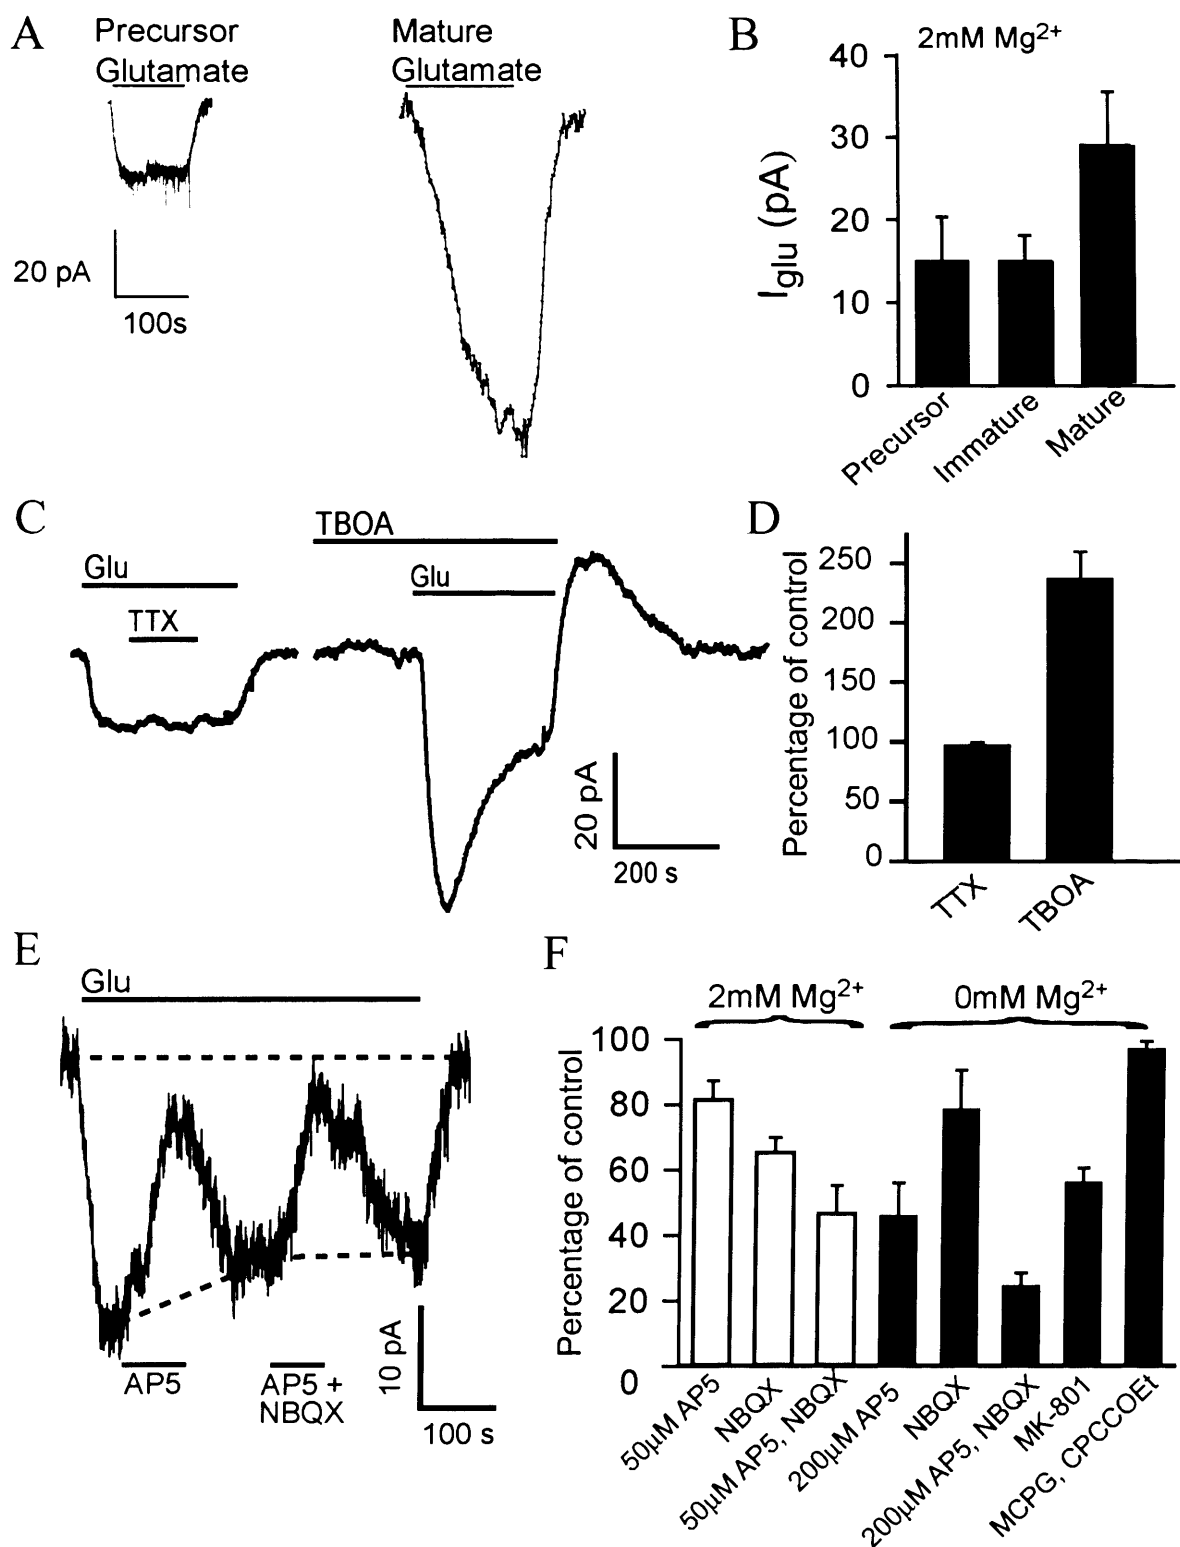 A
Precursor
Glutamate
Mature
Glutamate
20 pA
100s
B
2mM Mg2+
40
30
20
10
0
Iglu (pA)
Precursor
Immature
Mature
C
Glu
TTX
TBOA
Glu
20 pA
200 s
D
250
200
150
100
50
0
Percentage of control
TTX
TBOA
E
Glu
AP5
AP5 +
NBQX
10 pA
100 s
F
2mM Mg2+
0mM Mg2+
100
80
60
40
20
0
Percentage of control
50μM AP5
NBQX
50μM AP5, NBQX
200μM AP5
NBQX
200μM AP5, NBQX
MK-801
MCPG, CPCCOEt